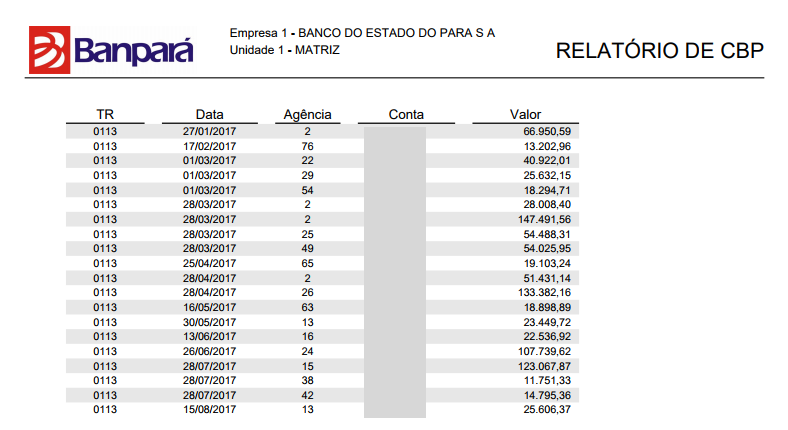 Banpará
Empresa 1 - BANCO DO ESTADO DO PARA S A
Unidade 1 - MATRIZ
RELATÓRIO DE CBP
TR Data Agência Conta Valor
0113 27/01/2017 2 66.950,59
0113 17/02/2017 76 13.202,96
0113 01/03/2017 22 40.922,01
0113 01/03/2017 29 25.632,15
0113 01/03/2017 54 18.294,71
0113 28/03/2017 2 28.008,40
0113 28/03/2017 2 147.491,56
0113 28/03/2017 25 54.488,31
0113 28/03/2017 49 54.025,95
0113 25/04/2017 65 19.103,24
0113 28/04/2017 2 51.431,14
0113 28/04/2017 26 133.382,16
0113 16/05/2017 63 18.898,89
0113 30/05/2017 13 23.449,72
0113 13/06/2017 16 22.536,92
0113 26/06/2017 24 107.739,62
0113 28/07/2017 15 123.067,87
0113 28/07/2017 38 11.751,33
0113 28/07/2017 42 14.795,36
0113 15/08/2017 13 25.606,37